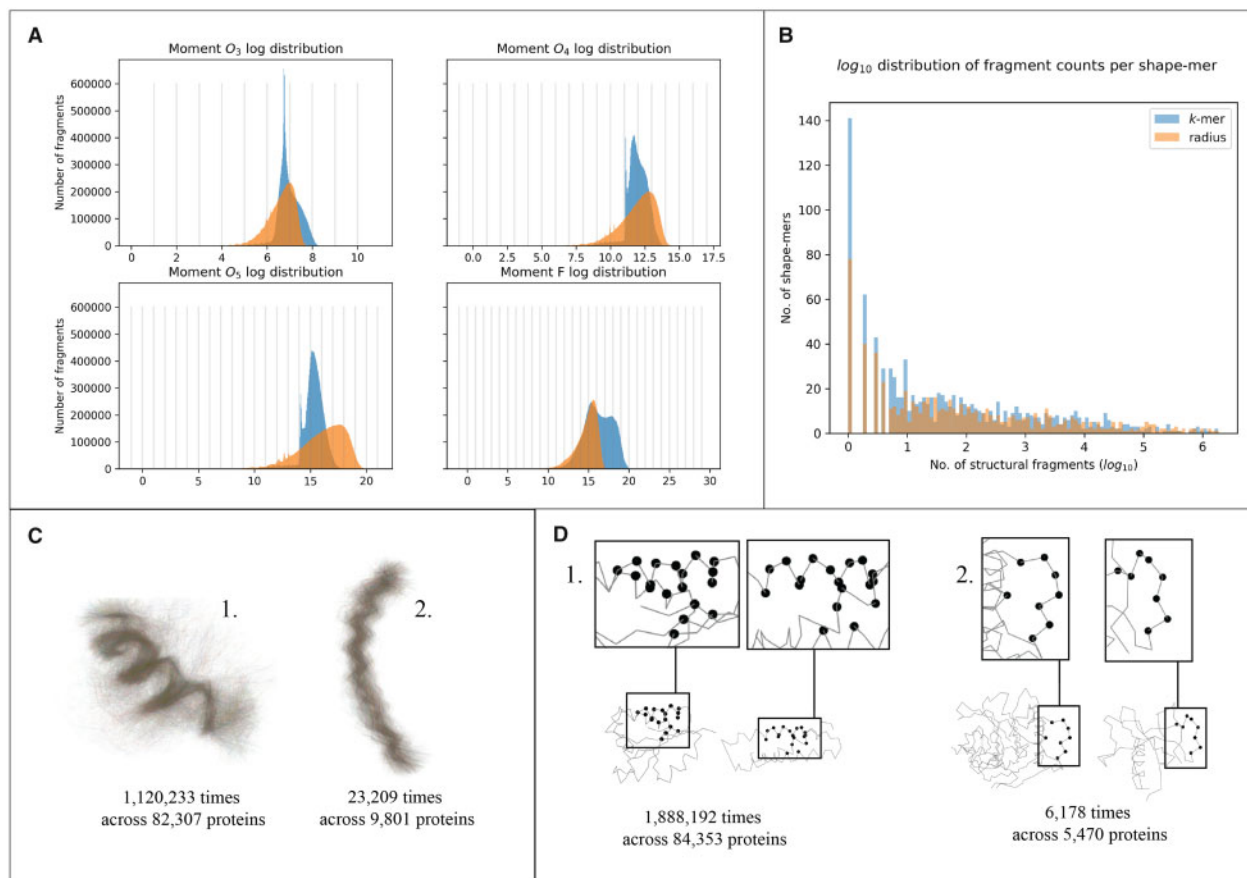 A
Moment O₃ log distribution
Number of fragments
600000
500000
400000
300000
200000
100000
0
0 2 4 6 8 10
Moment O₄ log distribution
0.0 2.5 5.0 7.5 10.0 12.5 15.0 17.5
Moment O₅ log distribution
Number of fragments
600000
500000
400000
300000
200000
100000
0
0 5 10 15 20
Moment F log distribution
0 5 10 15 20 25 30
B
log₁₀ distribution of fragment counts per shape-mer
k-mer
radius
No. of shape-mers
140
120
100
80
60
40
20
0
0 1 2 3 4 5 6
No. of structural fragments (log₁₀)
C
1.
2.
1,120,233 times
across 82,307 proteins
23,209 times
across 9,801 proteins
D
1.
2.
1,888,192 times
across 84,353 proteins
6,178 times
across 5,470 proteins